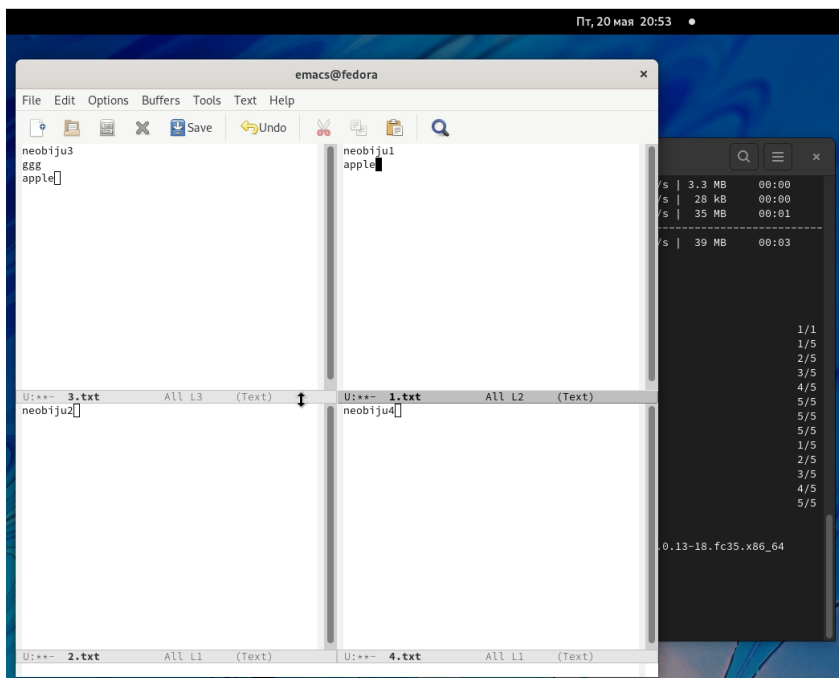 Пт, 20 мая 20:53
emacs@fedora
File Edit Options Buffers Tools Text Help
Save Undo
neobiju3
ggg
apple
U:**- 3.txt All L3 (Text)
neobiju1
apple
U:**- 1.txt All L2 (Text)
neobiju2
U:**- 2.txt All L1 (Text)
neobiju4
U:**- 4.txt All L1 (Text)
/s | 3.3 MB 00:00
/s | 28 kB 00:00
/s | 35 MB 00:01
--------------------------------
/s | 39 MB 00:03
1/1
1/5
2/5
3/5
4/5
5/5
5/5
5/5
1/5
2/5
3/5
4/5
5/5
.0.13-18.fc35.x86_64